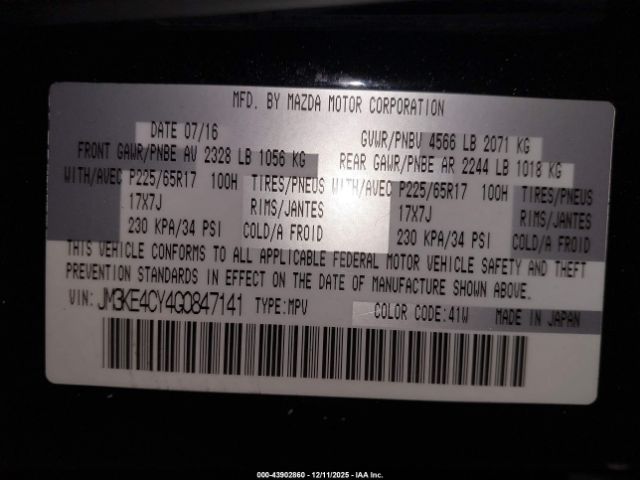 MFD. BY MAZDA MOTOR CORPORATION
DATE 07/16 GVWR/PNBV 4566 LB 2071 KG
FRONT GAWR/PNBE AV 2328 LB 1056 KG REAR GAWR/PNBE AR 2244 LB 1018 KG
WITH/AVEC P225/65R17 100H TIRES/PNEUS WITH/AVEC P225/65R17 100H TIRES/PNEUS
17X7J RIMS/JANTES 17X7J RIMS/JANTES
230 KPA/34 PSI COLD/A FROID 230 KPA/34 PSI COLD/A FROID
THIS VEHICLE CONFORMS TO ALL APPLICABLE FEDERAL MOTOR VEHICLE SAFETY AND THEFT
PREVENTION STANDARDS IN EFFECT ON THE DATE OF MANUFACTURE SHOWN ABOVE.
VIN: JM3KE4CY4G0847141 TYPE:MPV COLOR CODE:41W MADE IN JAPAN
000-43902860 - 12/11/2025 - IAA Inc.